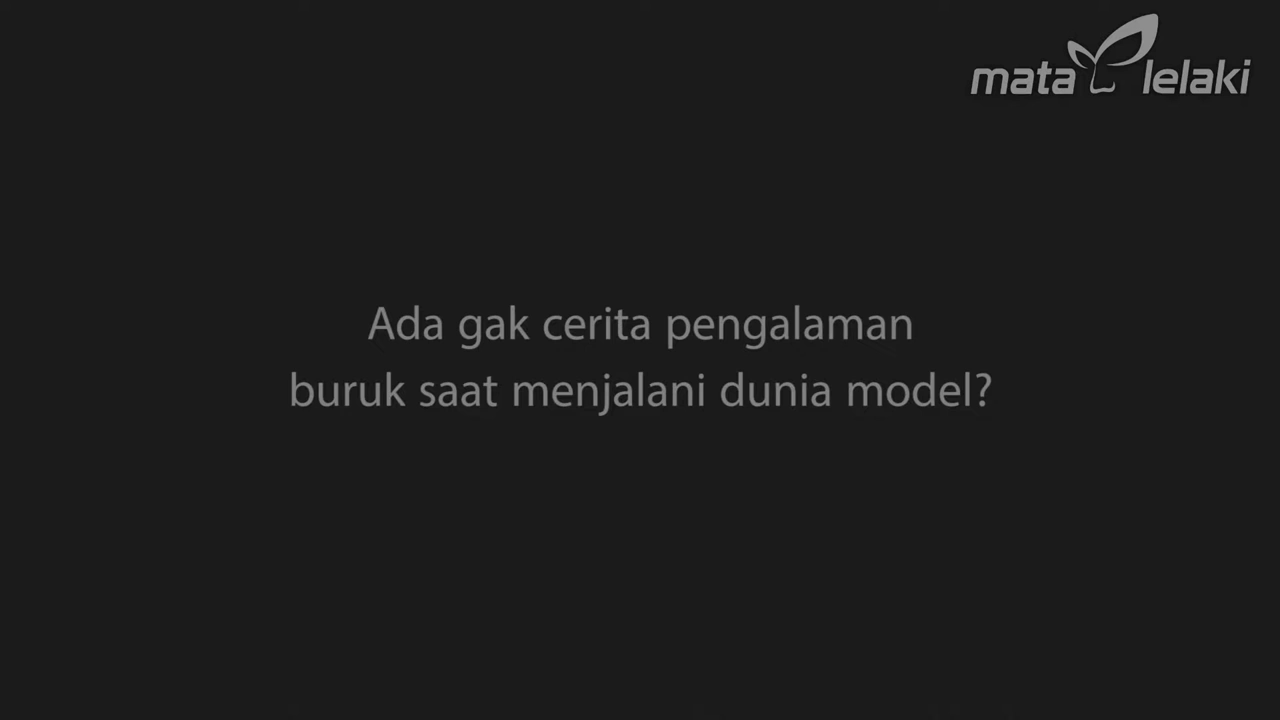 mata lelaki
Ada gak cerita pengalaman
buruk saat menjalani dunia model?